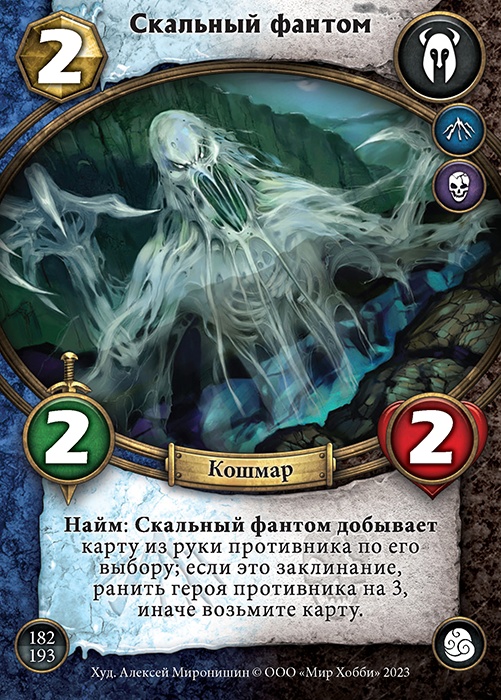 Скальный фантом
2
2
2
Кошмар
Найм: Скальный фантом добывает
карту из руки противника по его
выбору; если это заклинание,
ранить героя противника на 3,
иначе возьмите карту.
182
193
Худ. Алексей Миронишин © ООО «Мир Хобби» 2023